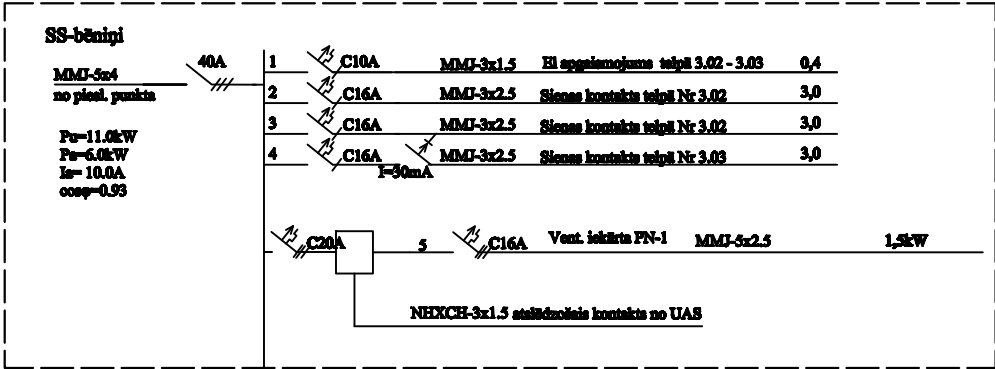 SS-bēniņi
MMJ-5x4 40A
no piesl. punkta
Pu=11.0kW
Pa=6.0kW
Ia= 10.0A
cosφ=0.93
1 C10A MMJ-3x1.5 El apgaismojums telpā 3.02 - 3.03 0,4
2 C16A MMJ-3x2.5 Sienas kontakts telpā Nr 3.02 3,0
3 C16A MMJ-3x2.5 Sienas kontakts telpā Nr 3.02 3,0
4 C16A I=30mA MMJ-3x2.5 Sienas kontakts telpā Nr 3.03 3,0
C20A 5 C16A Vent. iekārta PN-1 MMJ-5x2.5 1,5kW
NHXCH-3x1.5 atslēdzošais kontakts no UAS